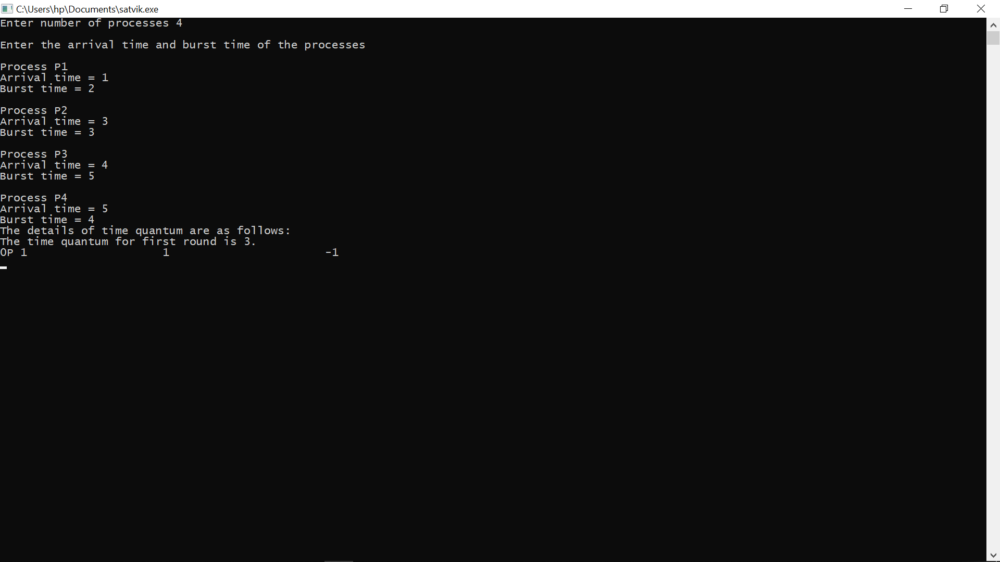 C:\Users\hp\Documents\satvik.exe
Enter number of processes 4
Enter the arrival time and burst time of the processes
Process P1
Arrival time = 1
Burst time = 2
Process P2
Arrival time = 3
Burst time = 3
Process P3
Arrival time = 4
Burst time = 5
Process P4
Arrival time = 5
Burst time = 4
The details of time quantum are as follows:
The time quantum for first round is 3.
0P 1 1 -1